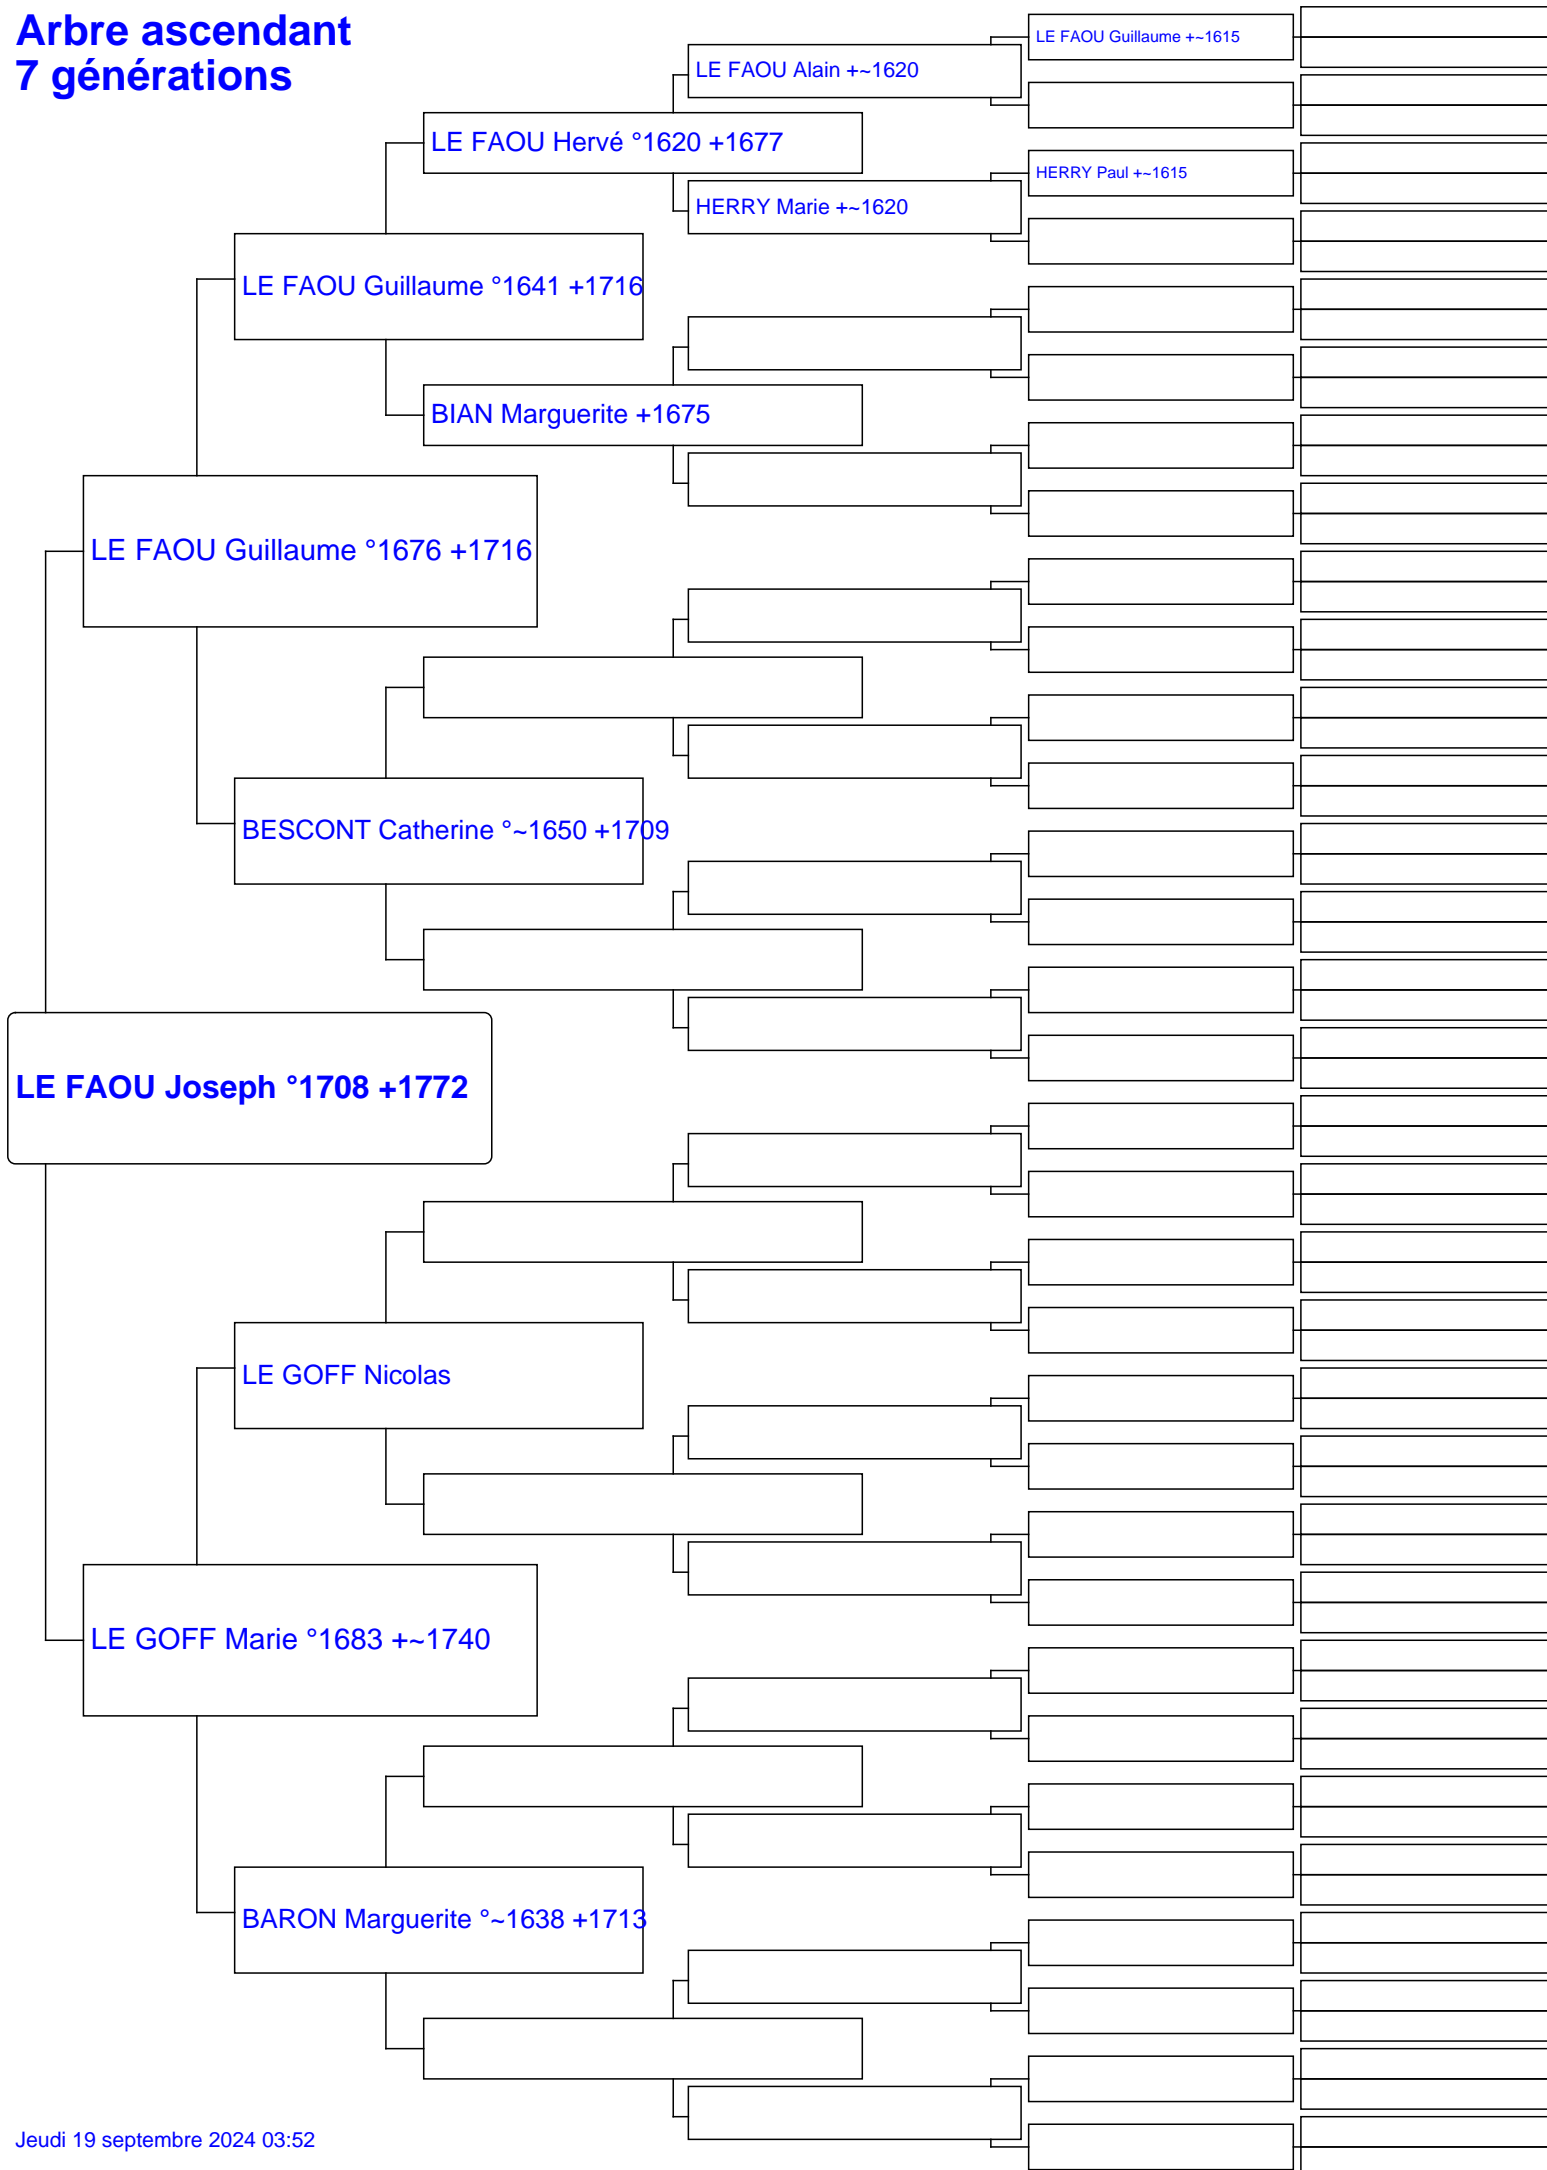 Arbre ascendant
7 générations
LE FAOU Guillaume +~1615
LE FAOU Alain +~1620
LE FAOU Hervé °1620 +1677
HERRY Paul +~1615
HERRY Marie +~1620
LE FAOU Guillaume °1641 +1716
BIAN Marguerite +1675
LE FAOU Guillaume °1676 +1716
BESCONT Catherine °~1650 +1709
LE FAOU Joseph °1708 +1772
LE GOFF Nicolas
LE GOFF Marie °1683 +~1740
BARON Marguerite °~1638 +1713
Jeudi 19 septembre 2024 03:52